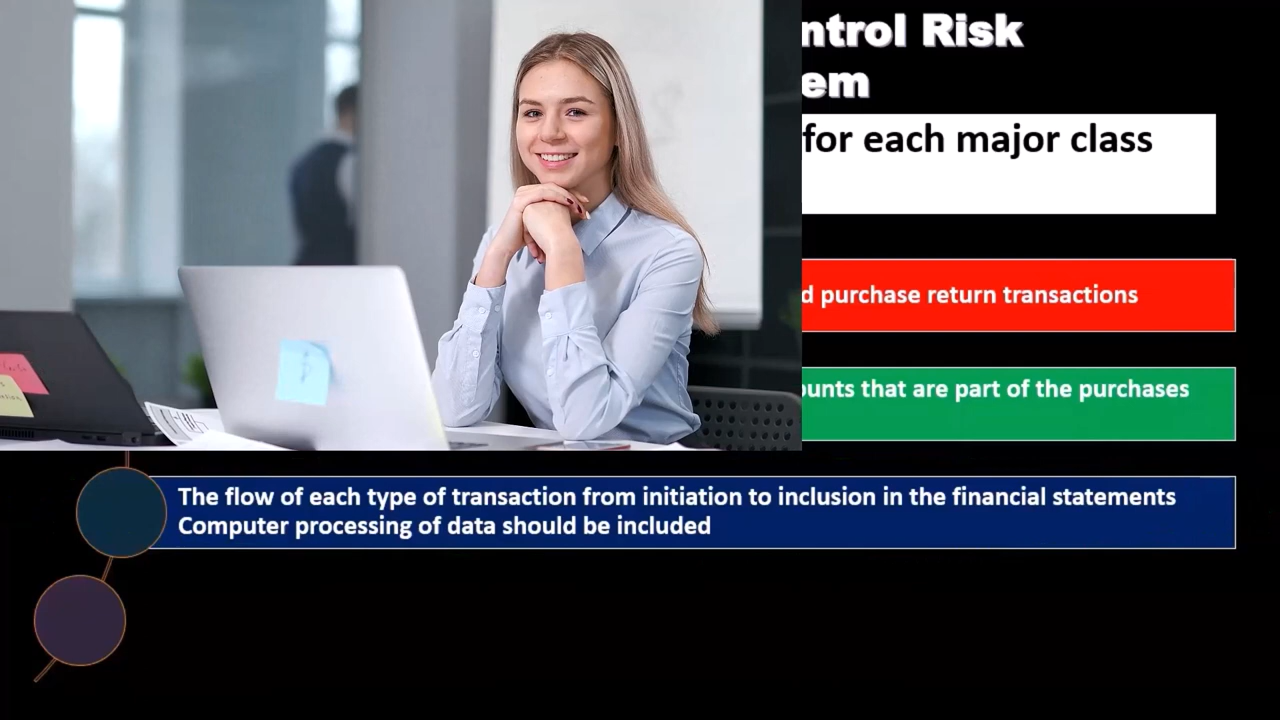 ntrol Risk
em
for each major class
d purchase return transactions
ounts that are part of the purchases
The flow of each type of transaction from initiation to inclusion in the financial statements
Computer processing of data should be included